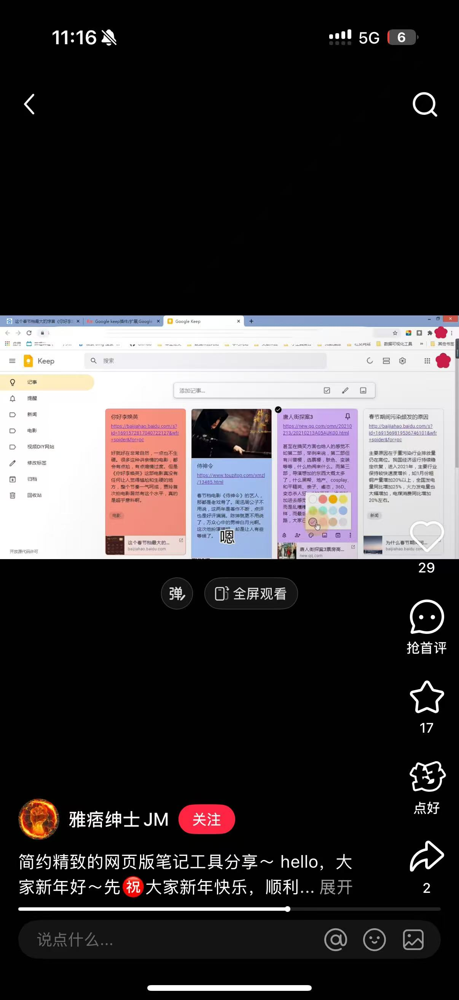 11:16
5G
6
这个春节档最大的惊喜《你好李
Google keep插件/扩展,Google
Google Keep
应用
GitHub
社交网站
数据可视化工具
»
其他书签
Keep
搜索
记事
提醒
新闻
电影
视频DIY网站
修改标签
归档
回收站
开放源代码许可
添加记事...
你好李焕英
https://baijiahao.baidu.com/s?
id=1691572817040722127&wfr
=spider&for=pc
好就好在非常自然，一点也不生
硬。很多这种讲亲情的电影，都
会有点尬，有点煽情过度。但是
《你好李焕英》这部电影真没有
任何让人觉得尴尬和生硬的地
方，整个节奏一气呵成，贾玲首
次拍电影居然有这个水平，真的
是超乎意料啊。
电影
这个春节档最大的...
baijiahao.baidu.com
2021大年初一
侍神令
https://www.touzitop.com/xmzl
/13485.html
春节档电影《侍神令》的艺人，
那都是老戏骨了。周迅周公子不
用说，这两年是著作不断，点评
也是好评满满。陈坤就更不用说
了，万众心中的男神白月光啊。
这次他扮演晴明，却是让人有些
等候了。
嗯
唐人街探案3
https://new.qq.com/omn/20210
213/20210213A05AUK00.html
甚至在搞笑方面也给人的感觉不
如第二部，举例来说，第二部但
有川普梗，选票梗，肤色、变装
等等，什么热闹来什么。而第三
部，导演想加的东西大概太多
了，什么黑帮、地产、cosplay、
和平精英、亲子、虐恋，36D、
变态杀人狂
加进去感觉
而是乱糟糟
样，而最后
路，大家已
唐人街探案3票房高...
new.qq.com
春节期间污染频发的原因
http://baijiahao.baidu.com/s?
id=1691569819536746101&wfr
=spider&for=pc
主要原因在于重污染行业排放量
仍在高位。我国经济运行持续稳
定恢复，进入2021年，主要行业
保持较快速度增长，如1月份粗
钢产量增加20%以上，全国发电
量同比增加25%，火力发电量也
大幅增加，电煤消费同比增加
20%左右。
新闻
为什么春节期间污...
baijiahao.baidu.com
29
弹
全屏观看
抢首评
17
点好
雅痞绅士 JM
关注
简约精致的网页版笔记工具分享～ hello，大
家新年好～先㊗️大家新年快乐，顺利... 展开
2
说点什么...